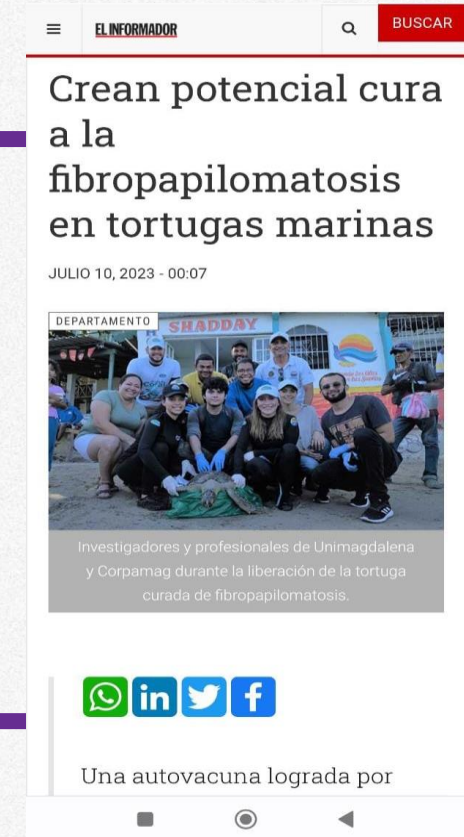 EL INFORMADOR
BUSCAR
Crean potencial cura
a la
fibropapilomatosis
en tortugas marinas
JULIO 10, 2023 - 00:07
DEPARTAMENTO
SHADDAY
Investigadores y profesionales de Unimagdalena
y Corpamag durante la liberación de la tortuga
curada de fibropapilomatosis.
in
f
Una autovacuna lograda por